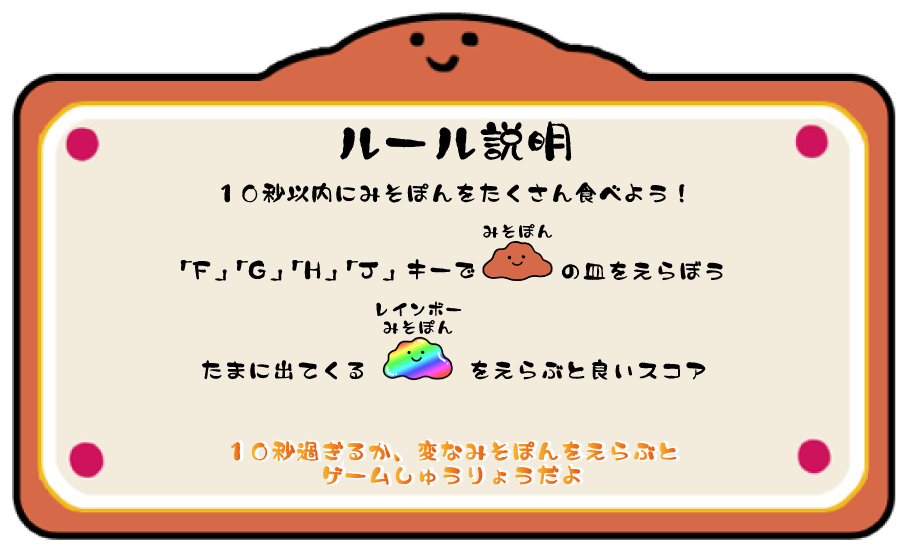 ルール説明
１０秒以内にみそぽんをたくさん食べよう！
みそぽん
「F」「G」「H」「J」キーで の皿をえらぼう
レインボー
みそぽん
たまに出てくる をえらぶと良いスコア
１０秒過ぎるか、変なみそぽんをえらぶと
ゲームしゅうりょうだよ